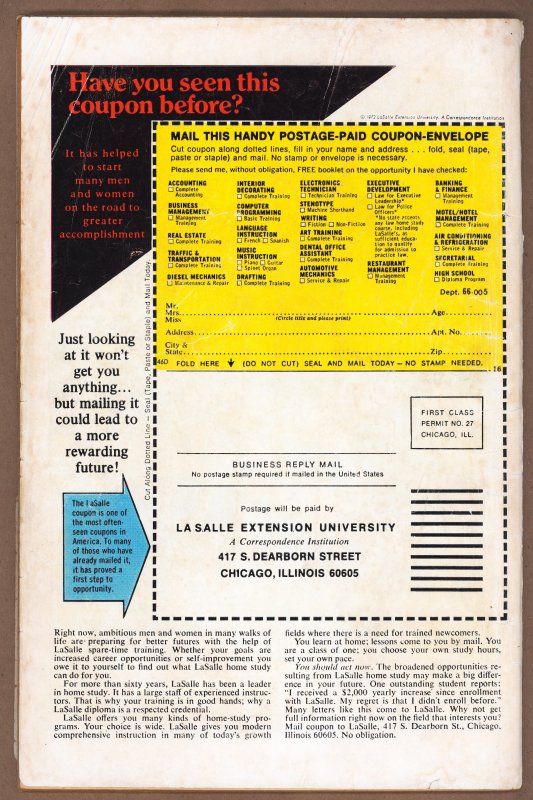 Have you seen this
coupon before?
© 1972 LaSalle Extension University, A Correspondence Institution
It has helped
to start
many men
and women
on the road to
greater
accomplishment
MAIL THIS HANDY POSTAGE-PAID COUPON-ENVELOPE
Cut coupon along dotted lines, fill in your name and address . . . fold, seal (tape,
paste or staple) and mail. No stamp or envelope is necessary.
Please send me, without obligation, FREE booklet on the opportunity I have checked:
ACCOUNTING
☐ Complete
Accounting
BUSINESS
MANAGEMENT
☐ Management
Training
REAL ESTATE
☐ Complete Training
TRAFFIC &
TRANSPORTATION
☐ Complete Training
DIESEL MECHANICS
☐ Maintenance & Repair
INTERIOR
DECORATING
☐ Complete Training
COMPUTER
PROGRAMMING
☐ Basic Training
LANGUAGE
INSTRUCTION
☐ French ☐ Spanish
MUSIC
INSTRUCTION
☐ Piano ☐ Guitar
☐ Spinet Organ
DRAFTING
☐ Complete Training
ELECTRONICS
TECHNICIAN
☐ Technician Training
STENOTYPE
☐ Machine Shorthand
WRITING
☐ Fiction ☐ Non-Fiction
ART TRAINING
☐ Complete Training
DENTAL OFFICE
ASSISTANT
☐ Complete Training
AUTOMOTIVE
MECHANICS
☐ Service & Repair
EXECUTIVE
DEVELOPMENT
☐ Law for Executive
Leadership*
☐ Law for Police
Officers*
*No state accepts
any law home study
course, including
LaSalle's, as
sufficient educa-
tion to qualify
for admission to
practice law.
RESTAURANT
MANAGEMENT
☐ Management
Training
BANKING
& FINANCE
☐ Management
Training
MOTEL/HOTEL
MANAGEMENT
☐ Complete Training
AIR CONDITIONING
& REFRIGERATION
☐ Service & Repair
SECRETARIAL
☐ Complete Training
HIGH SCHOOL
☐ Diploma Program
Dept. 66-005
Mr.
Mrs.
Miss Age
(Circle title and please print)
Address Apt. No.
City &
State Zip
46D FOLD HERE (DO NOT CUT) SEAL AND MAIL TODAY — NO STAMP NEEDED. 16
Cut Along Dotted Line — Seal (Tape, Paste or Staple) and Mail Today.
Just looking
at it won't
get you
anything...
but mailing it
could lead to
a more
rewarding
future!
FIRST CLASS
PERMIT NO. 27
CHICAGO, ILL.
BUSINESS REPLY MAIL
No postage stamp required if mailed in the United States
Postage will be paid by
LA SALLE EXTENSION UNIVERSITY
A Correspondence Institution
417 S. DEARBORN STREET
CHICAGO, ILLINOIS 60605
The LaSalle
coupon is one of
the most often-
seen coupons in
America. To many
of those who have
already mailed it,
it has proved a
first step to
opportunity.
Right now, ambitious men and women in many walks of
life are preparing for better futures with the help of
LaSalle spare-time training. Whether your goals are
increased career opportunities or self-improvement you
owe it to yourself to find out what LaSalle home study
can do for you.
For more than sixty years, LaSalle has been a leader
in home study. It has a large staff of experienced instruc-
tors. That is why your training is in good hands; why a
LaSalle diploma is a respected credential.
LaSalle offers you many kinds of home-study pro-
grams. Your choice is wide. LaSalle gives you modern
comprehensive instruction in many of today's growth
fields where there is a need for trained newcomers.
You learn at home; lessons come to you by mail. You
are a class of one; you choose your own study hours,
set your own pace.
You should act now. The broadened opportunities re-
sulting from LaSalle home study may make a big differ-
ence in your future. One outstanding student reports:
"I received a $2,000 yearly increase since enrollment
with LaSalle. My regret is that I didn't enroll before."
Many letters like this come to LaSalle. Why not get
full information right now on the field that interests you?
Mail coupon to LaSalle, 417 S. Dearborn St., Chicago,
Illinois 60605. No obligation.